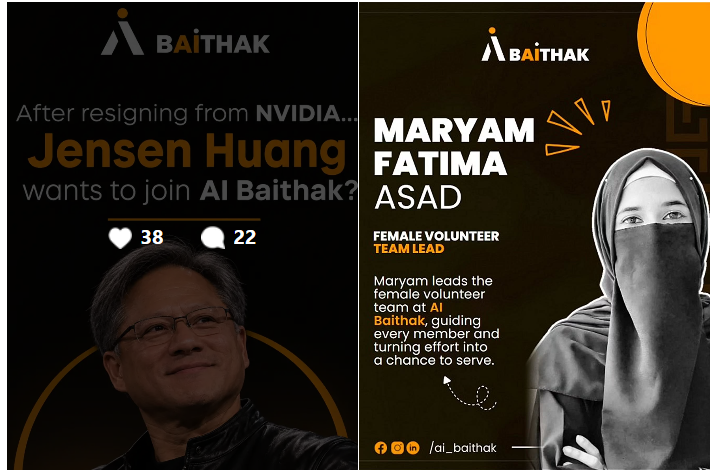 BAiTHAK
After resigning from NVIDIA...
Jensen Huang
wants to join AI Baithak?
38 22
BAiTHAK
MARYAM
FATIMA
ASAD
FEMALE VOLUNTEER
TEAM LEAD
Maryam leads the
female volunteer
team at AI
Baithak, guiding
every member and
turning effort into
a chance to serve.
/ai_baithak